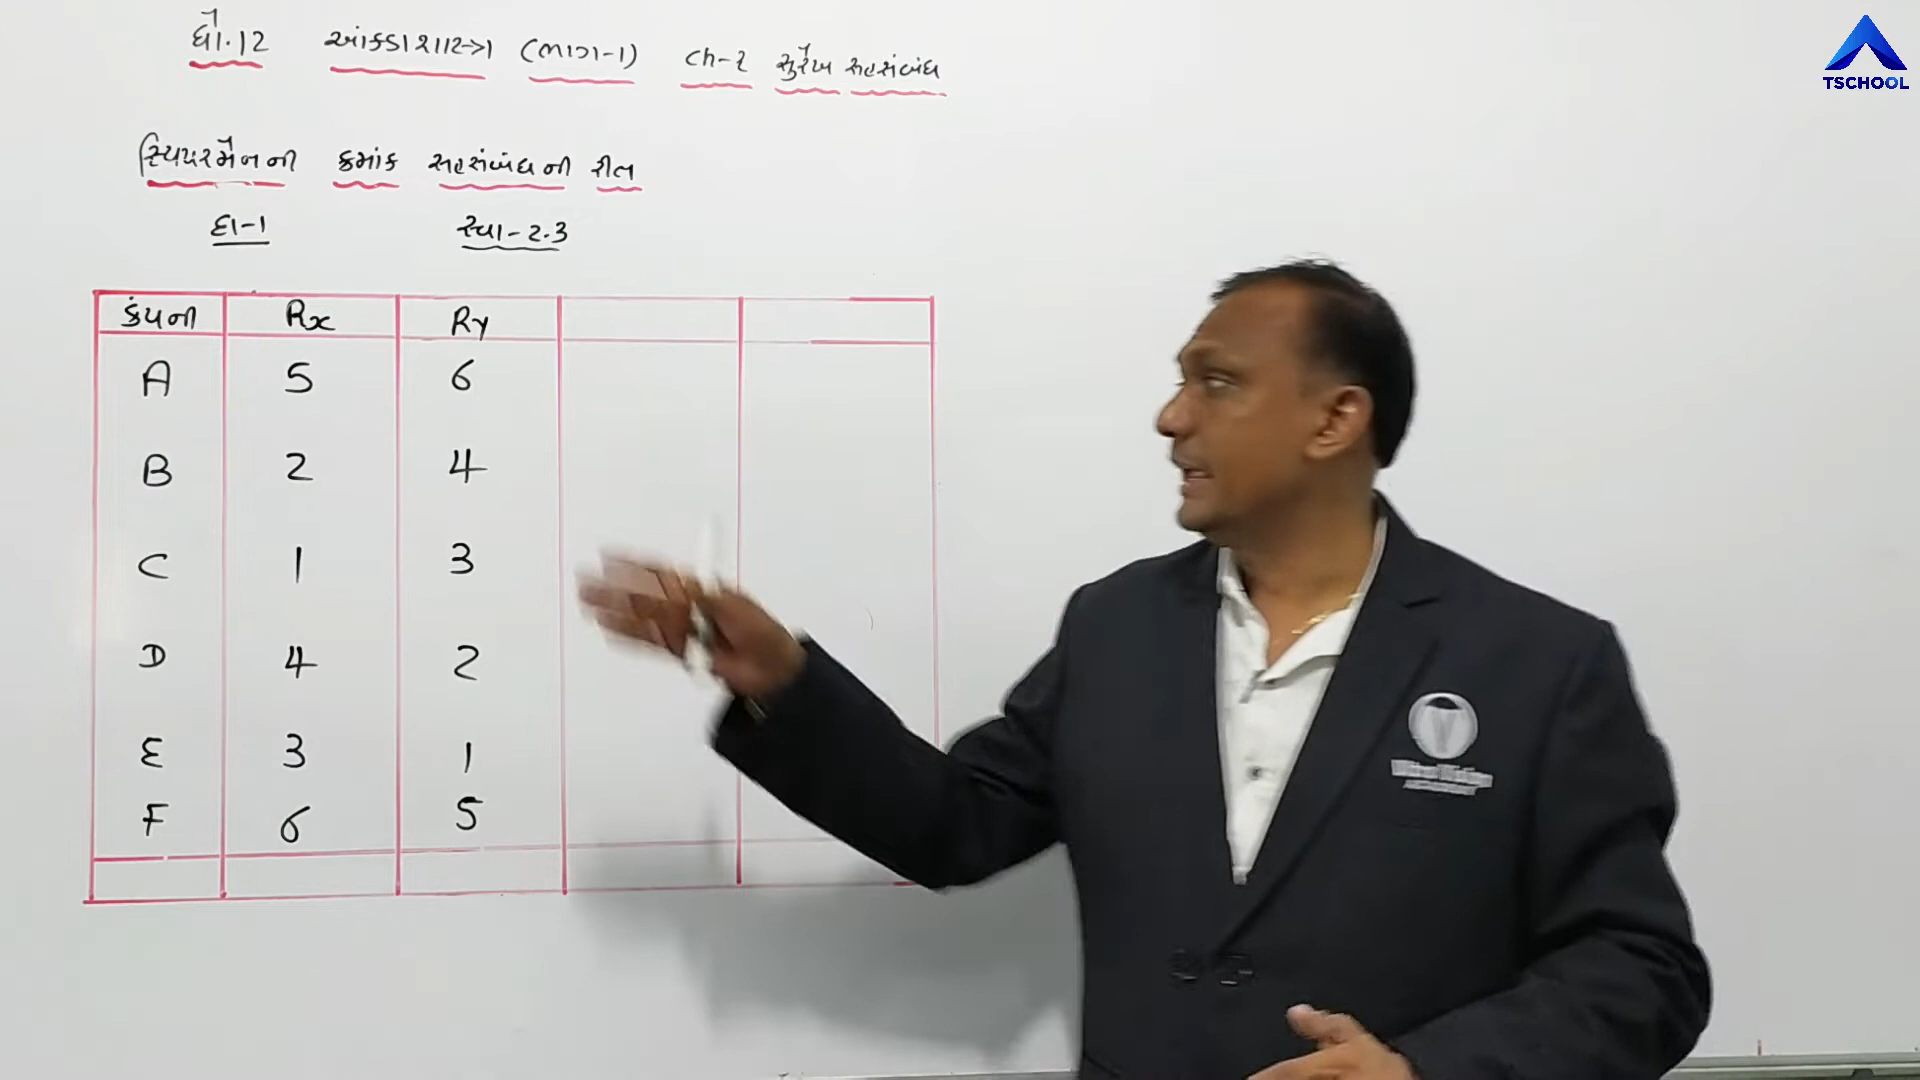 ધો.12 આંકડાશાસ્ત્ર (ભાગ-1) Ch-2 સુરેખ સહસંબંધ
TSCHOOL
સ્પિયરમેનની ક્રમાંક સહસંબંધની રીત
દા-1 સ્વા-2.3
કંપની Rx Ry
A 5 6
B 2 4
C 1 3
D 4 2
E 3 1
F 6 5